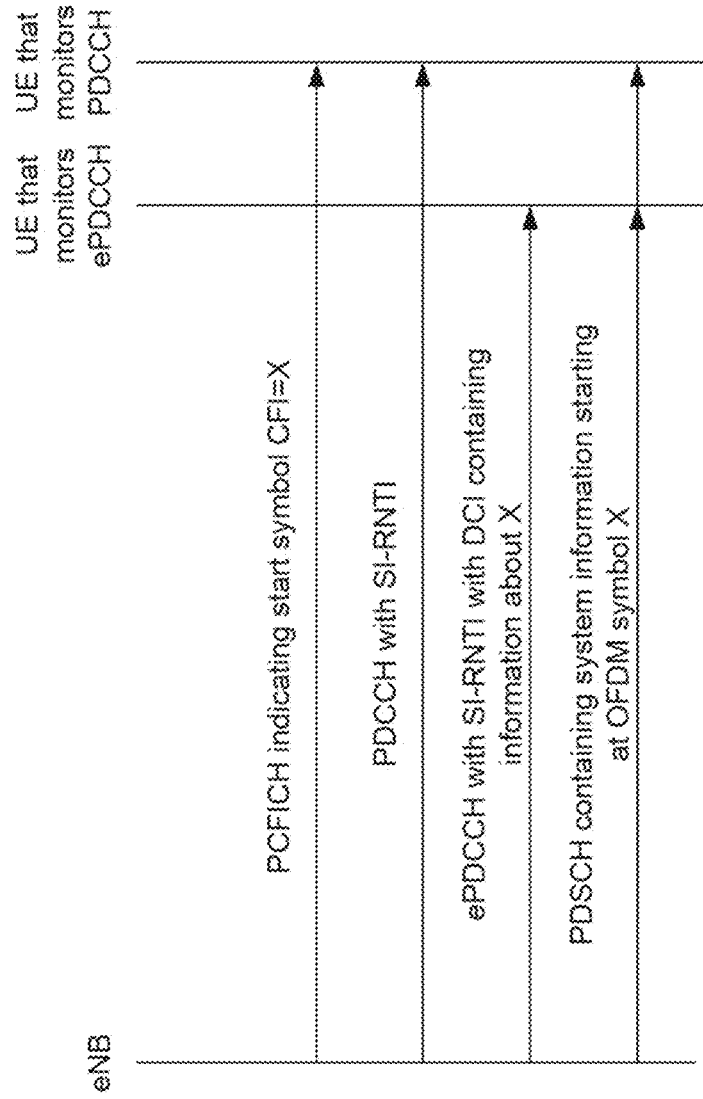 eNB
UE that
monitors
ePDCCH
UE that
monitors
PDCCH
PCFICH indicating start symbol CFI=X
PDCCH with SI-RNTI
ePDCCH with SI-RNTI with DCI containing
information about X
PDSCH containing system information starting
at OFDM symbol X